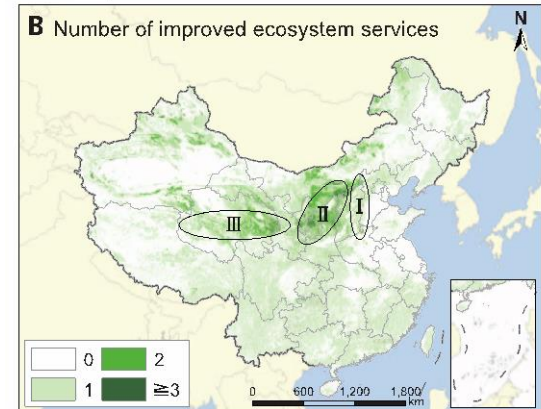 B Number of improved ecosystem services
N
III
II
I
0 2
1 ≧3
0 600 1,200 1,800
km